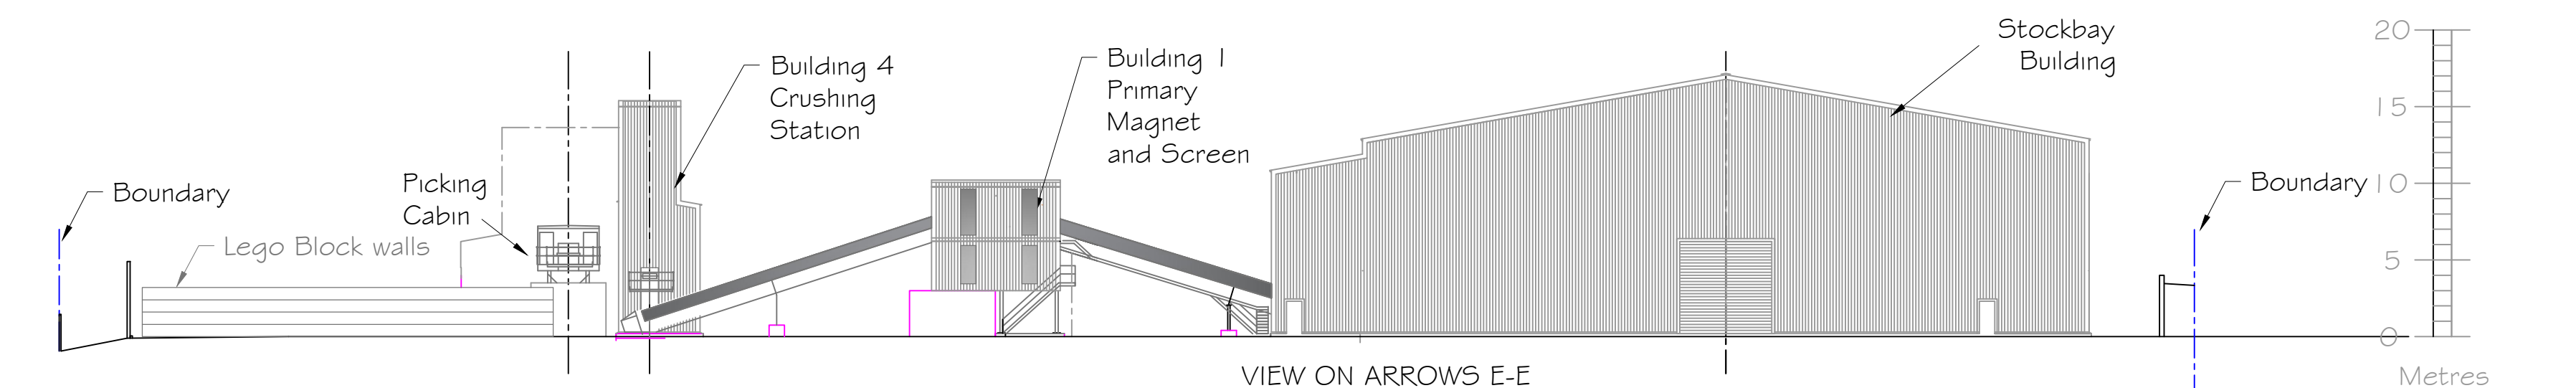 Boundary
Lego Block walls
Picking
Cabin
Building 4
Crushing
Station
Building 1
Primary
Magnet
and Screen
Stockbay
Building
Boundary
20
15
10
5
0
Metres
VIEW ON ARROWS E-E